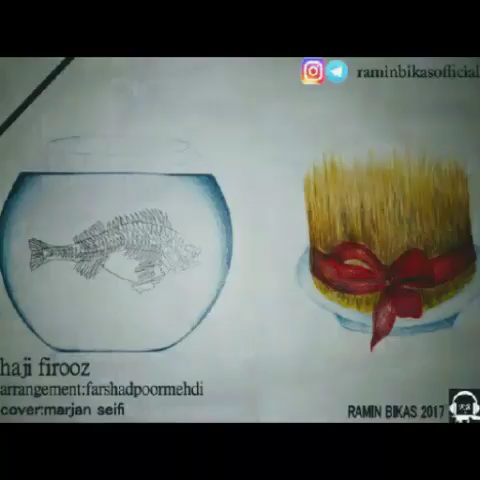 raminbikasofficial
haji firooz
arrangement:farshadpoormehdi
cover:marjan seifi
RAMIN BIKAS 2017